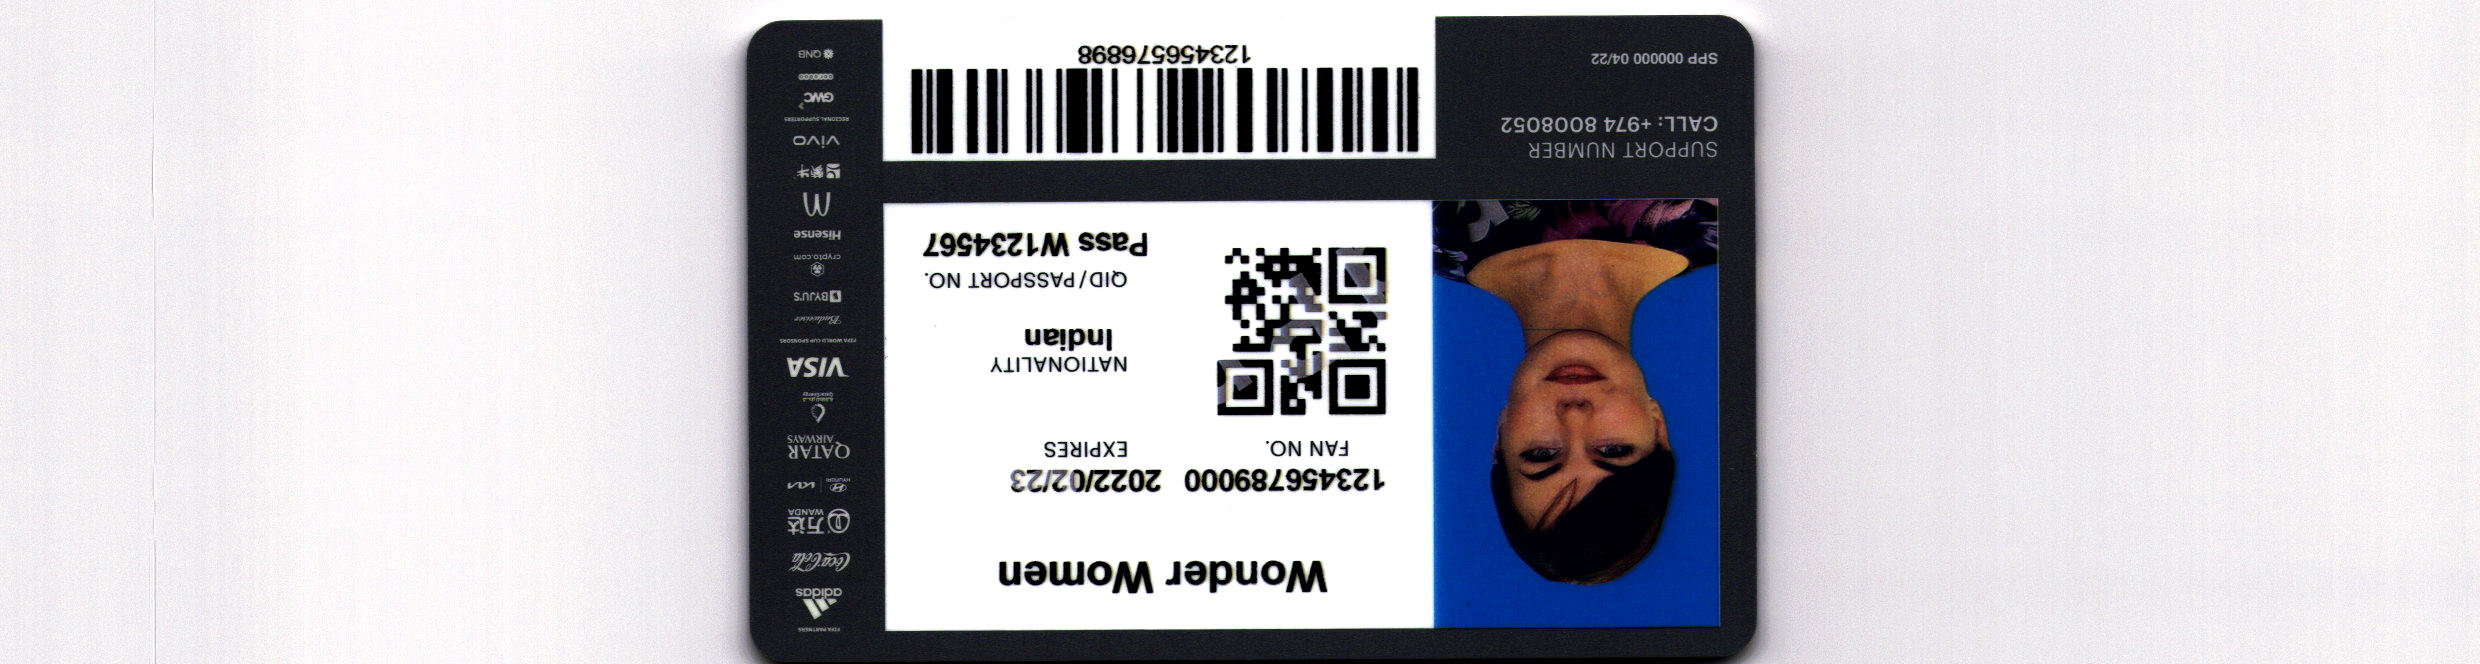 Wonder Women
123456789000 2022/02/23
FAN NO. EXPIRES
NATIONALITY
Indian
QID/PASSPORT NO.
Pass W1234567
SUPPORT NUMBER
CALL: +974 8008052
SPP 000000 04/22
123456576898
FIFA PARTNERS
adidas
Coca-Cola
万达
WANDA
HYUNDAI KIA
QATAR
AIRWAYS
QatarEnergy
VISA
FIFA WORLD CUP SPONSORS
Budweiser
BYJU'S
crypto.com
Hisense
蒙牛
vivo
REGIONAL SUPPORTERS
GWC
ooredoo
QNB